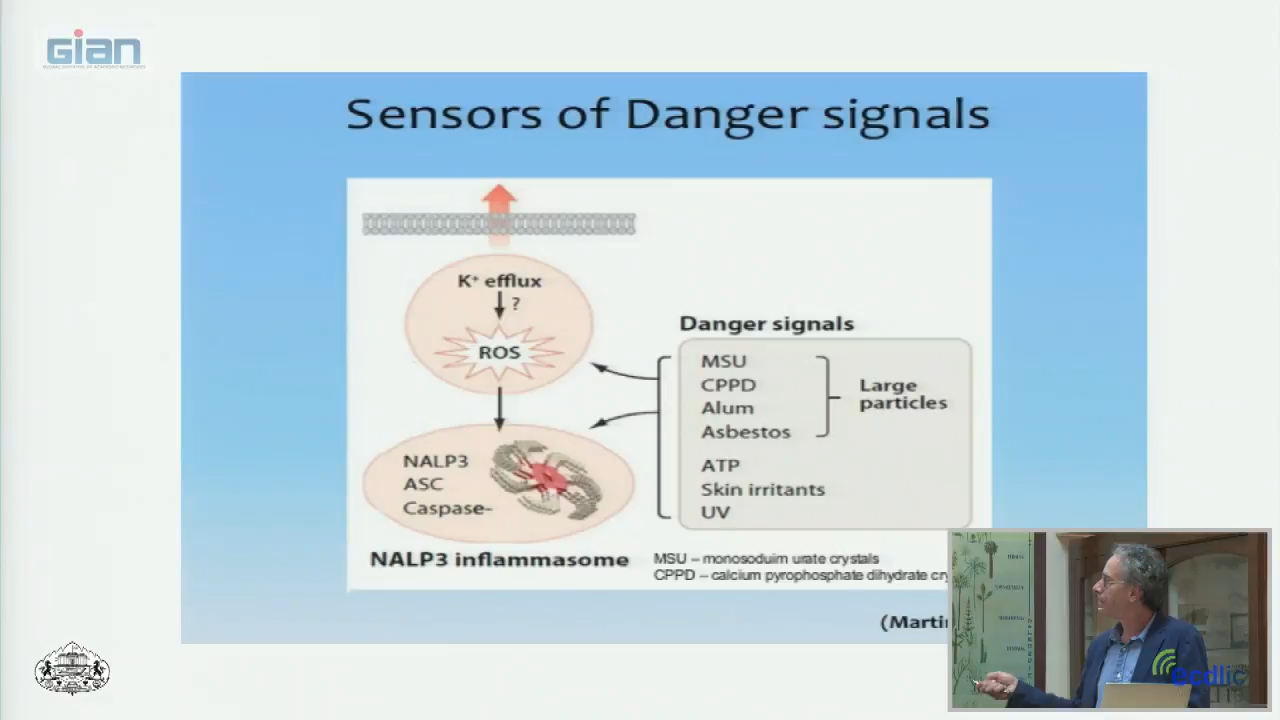 GIAN
Sensors of Danger signals
K+ efflux
?
ROS
Danger signals
MSU
CPPD
Alum
Asbestos
Large
particles
ATP
Skin irritants
UV
NALP3
ASC
Caspase-
NALP3 inflammasome
MSU – monosoduim urate crystals
CPPD – calcium pyrophosphate dihydrate cry
(Marti
ecdlic